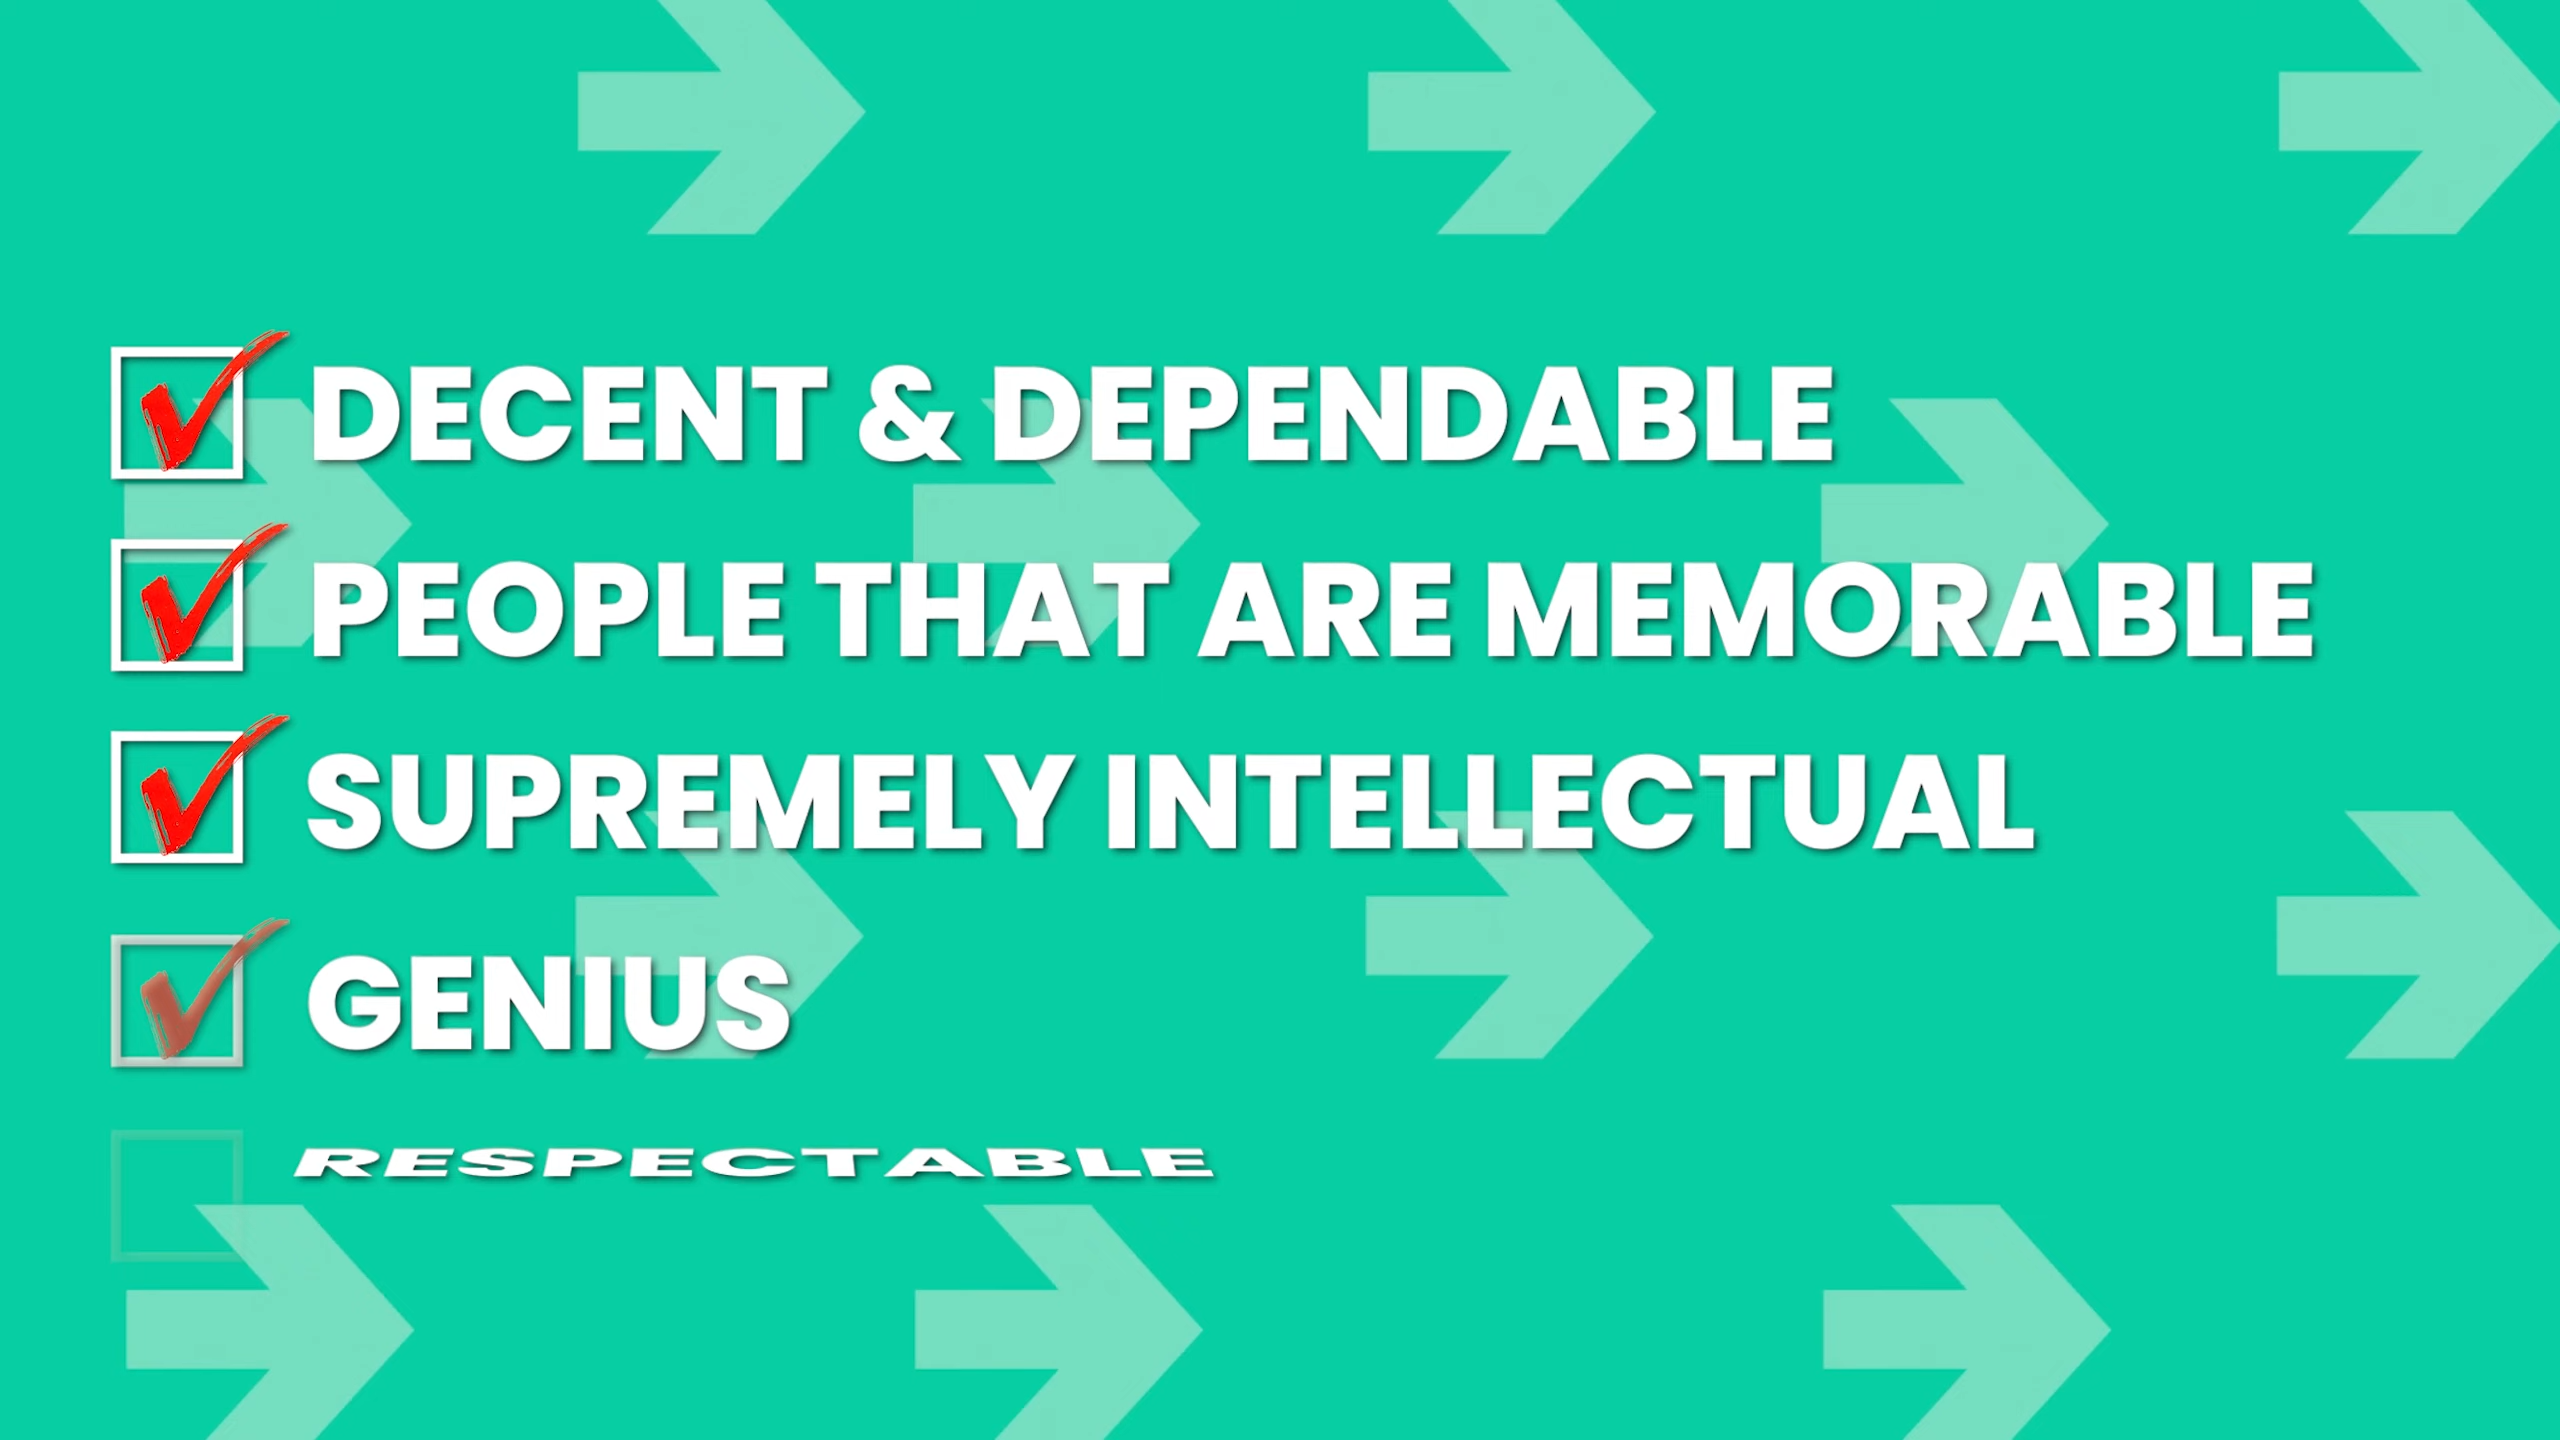 DECENT & DEPENDABLE
PEOPLE THAT ARE MEMORABLE
SUPREMELY INTELLECTUAL
GENIUS
RESPECTABLE